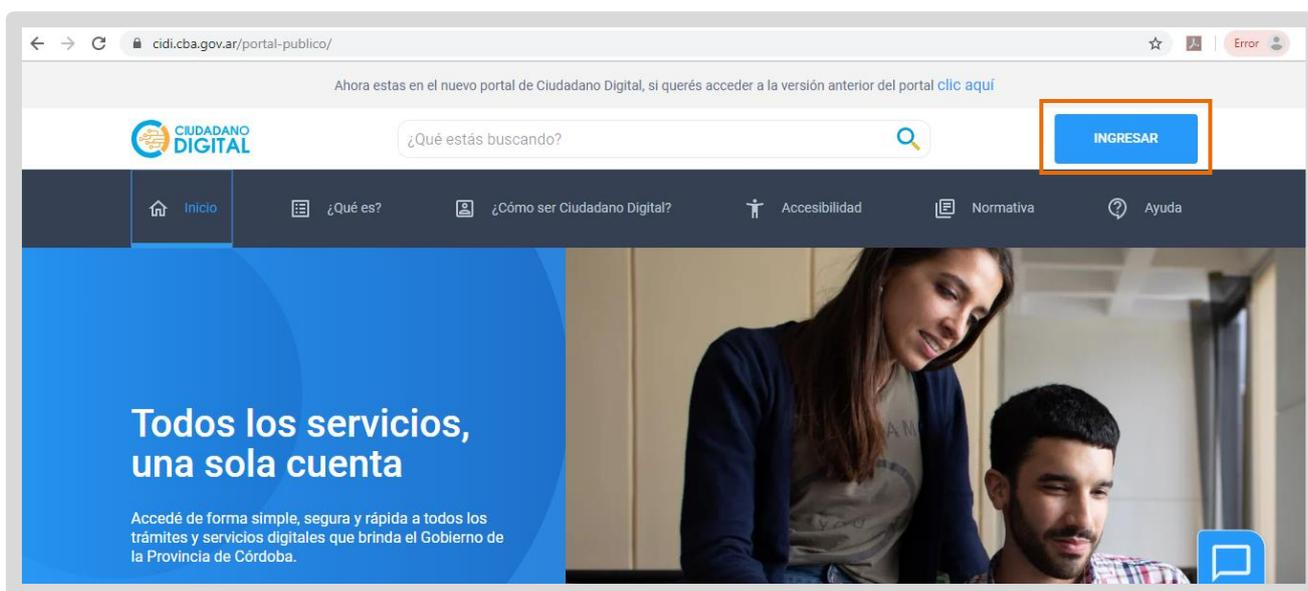 cidi.cba.gov.ar/portal-publico/
Error
Ahora estas en el nuevo portal de Ciudadano Digital, si querés acceder a la versión anterior del portal clic aquí
CIUDADANO
DIGITAL
¿Qué estás buscando?
INGRESAR
Inicio
¿Qué es?
¿Cómo ser Ciudadano Digital?
Accesibilidad
Normativa
Ayuda
Todos los servicios,
una sola cuenta
Accedé de forma simple, segura y rápida a todos los
trámites y servicios digitales que brinda el Gobierno de
la Provincia de Córdoba.